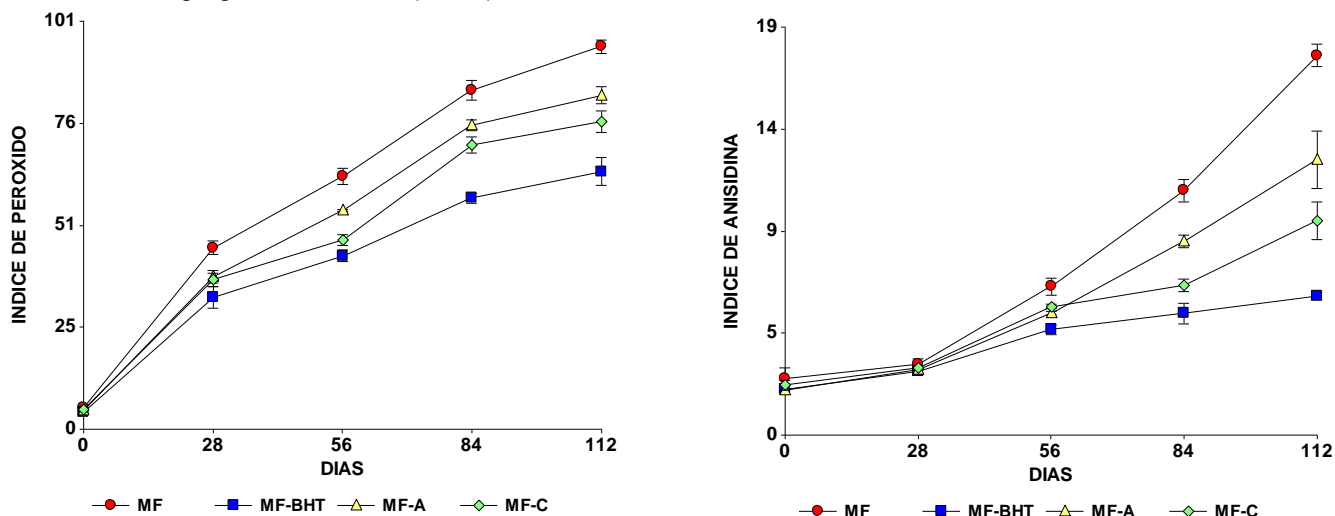 101
76
51
25
0
INDICE DE PEROXIDO
0 28 56 84 112
DIAS
MF MF-BHT MF-A MF-C
19
14
9
5
0
INDICE DE ANISIDINA
0 28 56 84 112
DIAS
MF MF-BHT MF-A MF-C